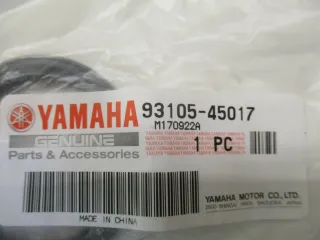 YAMAHA 93105-45017
M170922A
GENUINE 1 PC
Parts & Accessories
YAMAHA MOTOR CO., LTD.
MADE IN CHINA